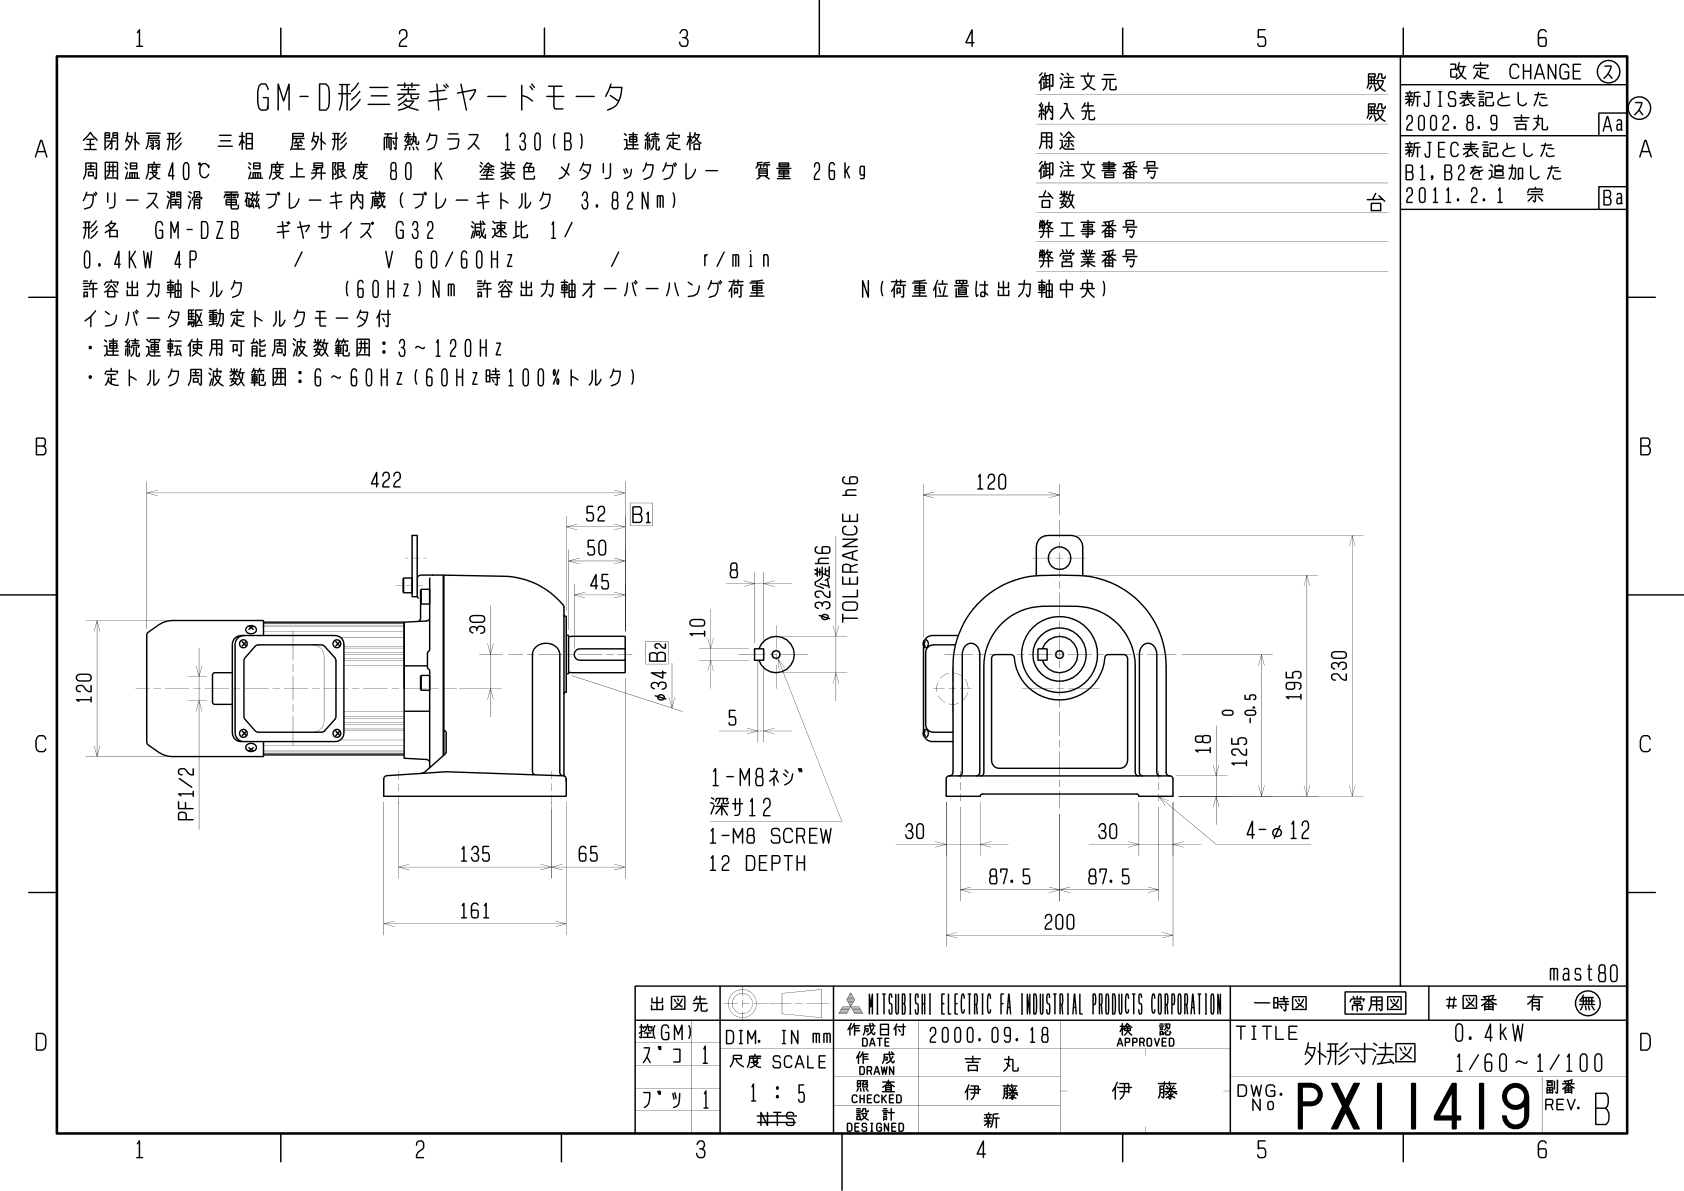 1 2 3 4 5 6
GM-D形三菱ギヤードモータ
全閉外扇形 三相 屋外形 耐熱クラス 130(B) 連続定格
周囲温度40℃ 温度上昇限度 80 K 塗装色 メタリックグレー 質量 26kg
グリース潤滑 電磁ブレーキ内蔵(ブレーキトルク 3.82Nm)
形名 GM-DZB ギヤサイズ G32 減速比 1/
0.4KW 4P / V 60/60Hz / r/min
許容出力軸トルク (60Hz)Nm 許容出力軸オーバーハング荷重 N(荷重位置は出力軸中央)
インバータ駆動定トルクモータ付
・連続運転使用可能周波数範囲:3~120Hz
・定トルク周波数範囲:6~60Hz(60Hz時100%トルク)
御注文元 殿
納入先 殿
用途
御注文書番号
台数 台
弊工事番号
弊営業番号
改定 CHANGE ス
新JIS表記とした
2002.8.9 吉丸 Aa
新JEC表記とした
B1,B2を追加した
2011.2.1 宗 Ba
ス
A A
B B
C C
D D
422
52 B1
50
45
30
120
PF1/2
φ34 B2
135 65
161
8
10
5
φ32公差h6
TOLERANCE h6
1-M8ネジ
深サ12
1-M8 SCREW
12 DEPTH
120
230
195
125 0 -0.5
18
30 30
4-φ12
87.5 87.5
200
mast80
出図先
控(GM)
ズコ 1
ブツ 1
DIM. IN mm
尺度 SCALE
1 : 5
NTS
MITSUBISHI ELECTRIC FA INDUSTRIAL PRODUCTS CORPORATION
作成日付 DATE 2000.09.18
作成 DRAWN 吉丸
照査 CHECKED 伊藤
設計 DESIGNED 新
検認 APPROVED
伊藤
一時図 常用図 #図番 有 無
TITLE 外形寸法図
0.4kW
1/60~1/100
DWG. No PX11419
副番 REV. B
1 2 3 4 5 6